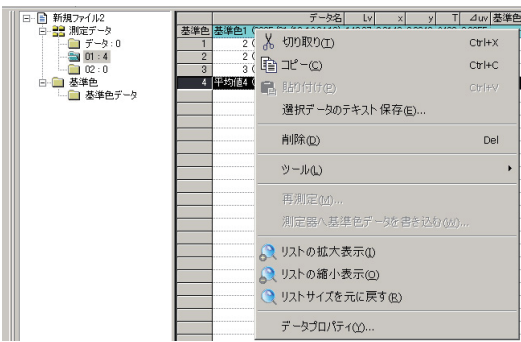 新規ファイル2
測定データ
データ:0
01:4
02:0
基準色
基準色データ
データ名 Lv x y T ⊿uv 基準色
基準色 基準色1
1 2
2 2
3 3
4 平均値4
切り取り(T) Ctrl+X
コピー(C) Ctrl+C
貼り付け(P) Ctrl+V
選択データのテキスト保存(E)...
削除(D) Del
ツール(L)
再測定(M)...
測定器へ基準色データを書き込む(W)...
リストの拡大表示(I)
リストの縮小表示(O)
リストサイズを元に戻す(R)
データプロパティ(Y)...